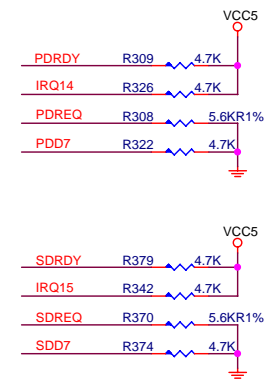 VCC5
PDRDY R309 4.7K
IRQ14 R326 4.7K
PDREQ R308 5.6KR1%
PDD7 R322 4.7K
VCC5
SDRDY R379 4.7K
IRQ15 R342 4.7K
SDREQ R370 5.6KR1%
SDD7 R374 4.7K